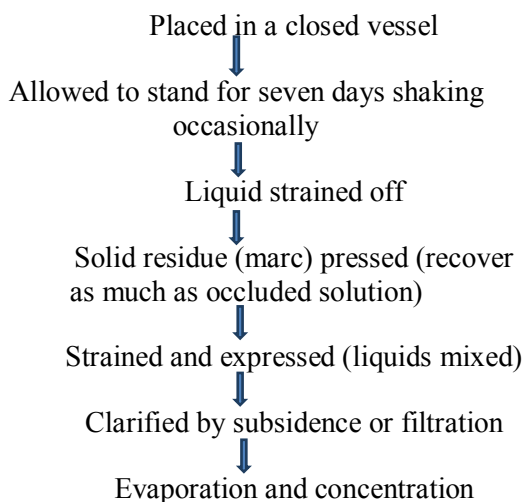 Placed in a closed vessel
Allowed to stand for seven days shaking
occasionally
Liquid strained off
Solid residue (marc) pressed (recover
as much as occluded solution)
Strained and expressed (liquids mixed)
Clarified by subsidence or filtration
Evaporation and concentration